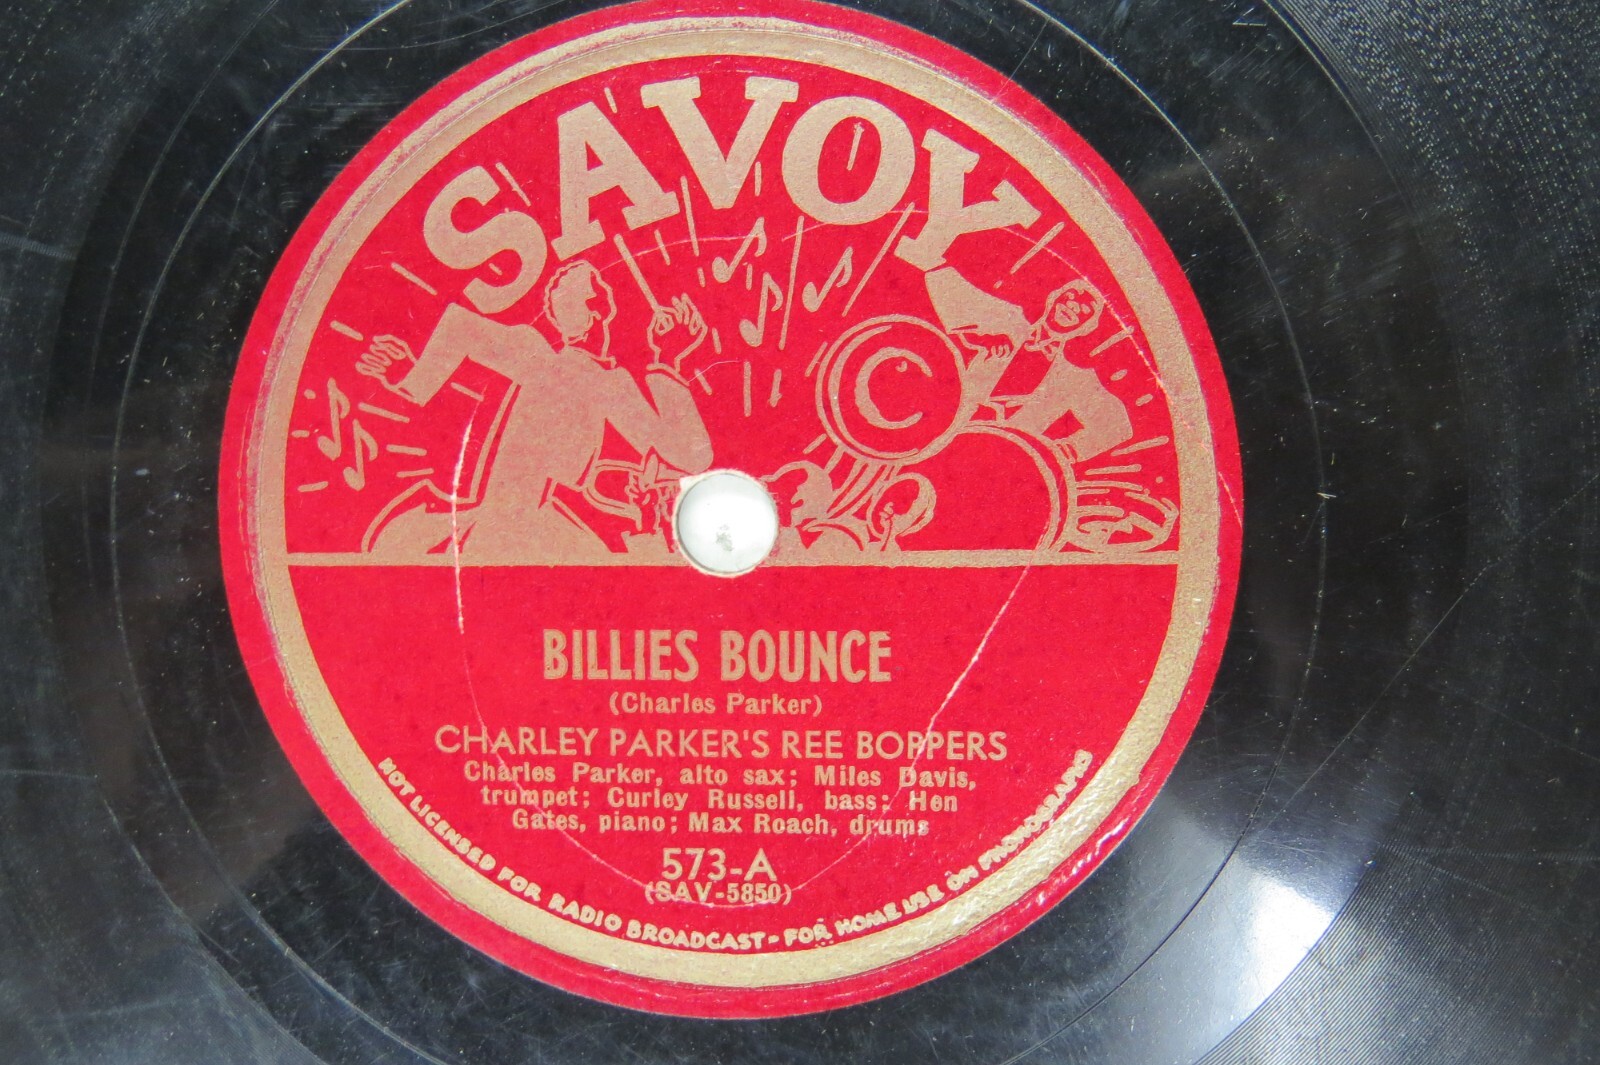 SAVOY
C
BILLIES BOUNCE
(Charles Parker)
CHARLEY PARKER'S REE BOPPERS
Charles Parker, alto sax; Miles Davis,
trumpet; Curley Russell, bass; Hen
Gates, piano; Max Roach, drums
573-A
(SAV-5850)
NOT LICENSED FOR RADIO BROADCAST - FOR HOME USE ON PHONOGRAPHS